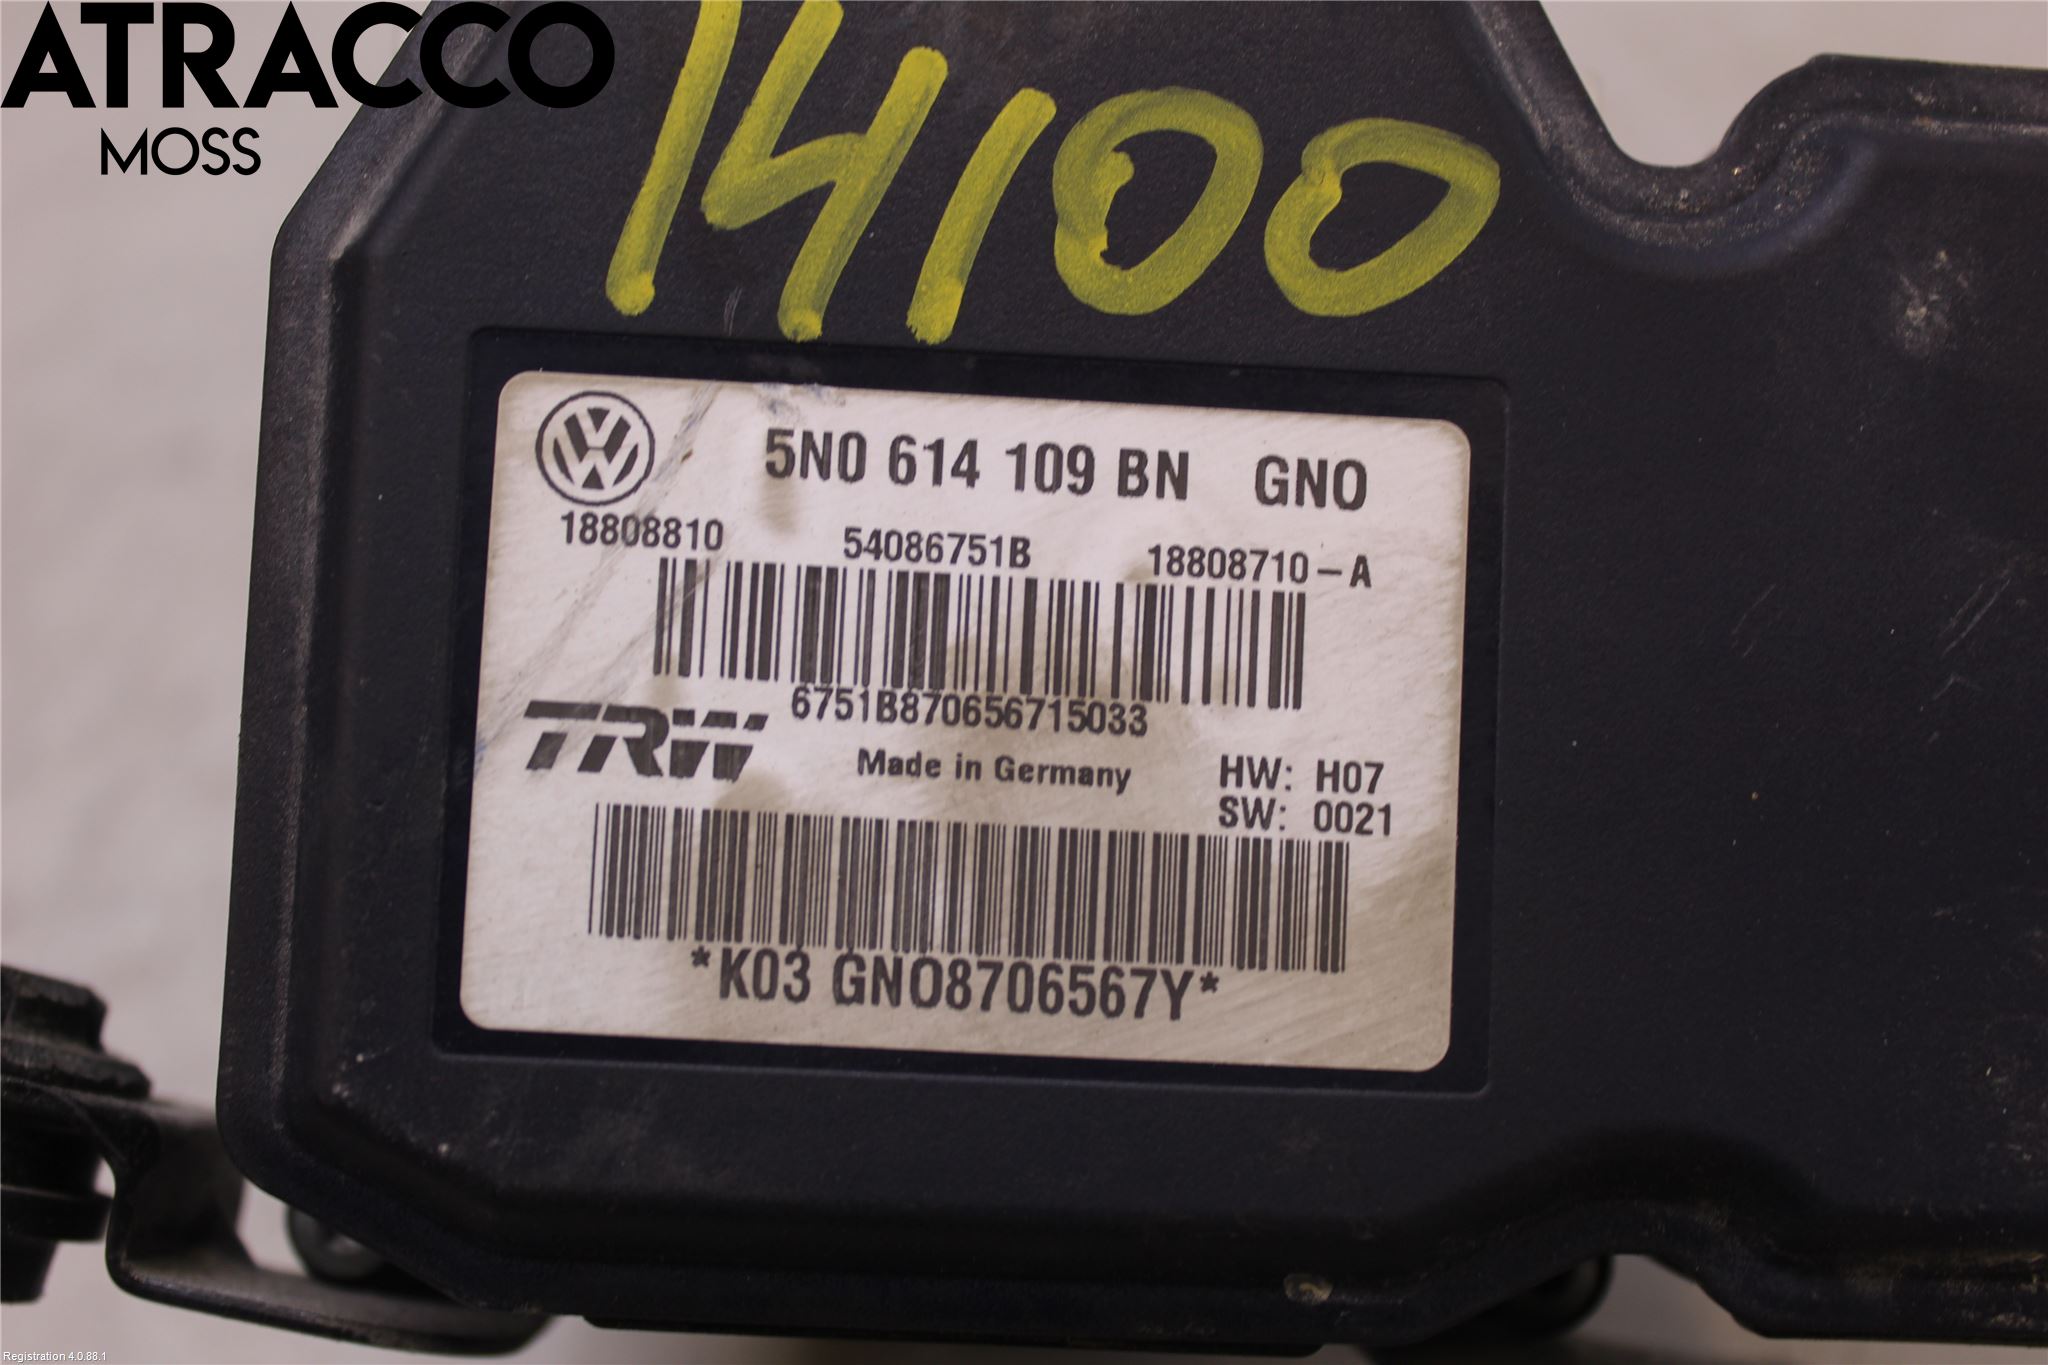 ATRACCO
MOSS
14100
5N0 614 109 BN GNO
18808810 54086751B 18808710-A
6751B870656715033
TRW
Made in Germany
HW: H07
SW: 0021
*K03 GNO8706567Y*
Registration 4.0.88.1